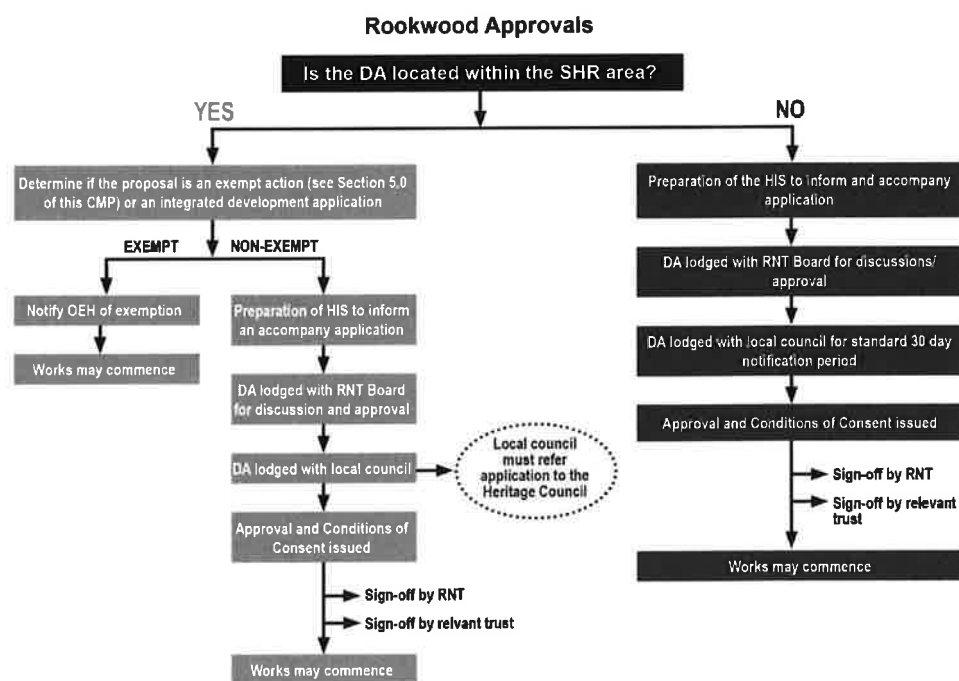 Rookwood Approvals
Is the DA located within the SHR area?
YES
NO
Determine if the proposal is an exempt action (see Section 5.0
of this CMP) or an integrated development application
EXEMPT
NON-EXEMPT
Notify OEH of exemption
Works may commence
Preparation of HIS to inform
an accompany application
DA lodged with RNT Board
for discussion and approval
DA lodged with local council
Local council
must refer
application to the
Heritage Council
Approval and Conditions of
Consent issued
Sign-off by RNT
Sign-off by relvant trust
Works may commence
Preparation of the HIS to inform and accompany
application
DA lodged with RNT Board for discussions/
approval
DA lodged with local council for standard 30 day
notification period
Approval and Conditions of Consent issued
Sign-off by RNT
Sign-off by relevant
trust
Works may commence